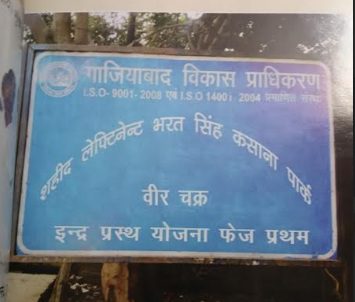 गाजियाबाद विकास प्राधिकरण
I.S.O- 9001- 2008 एवं I.S.O 14001- 2004 प्रमाणित संस्था
शहीद लेफ्टिनेन्ट भरत सिंह कसाना पार्क
वीर चक्र
इन्द्र प्रस्थ योजना फेज प्रथम